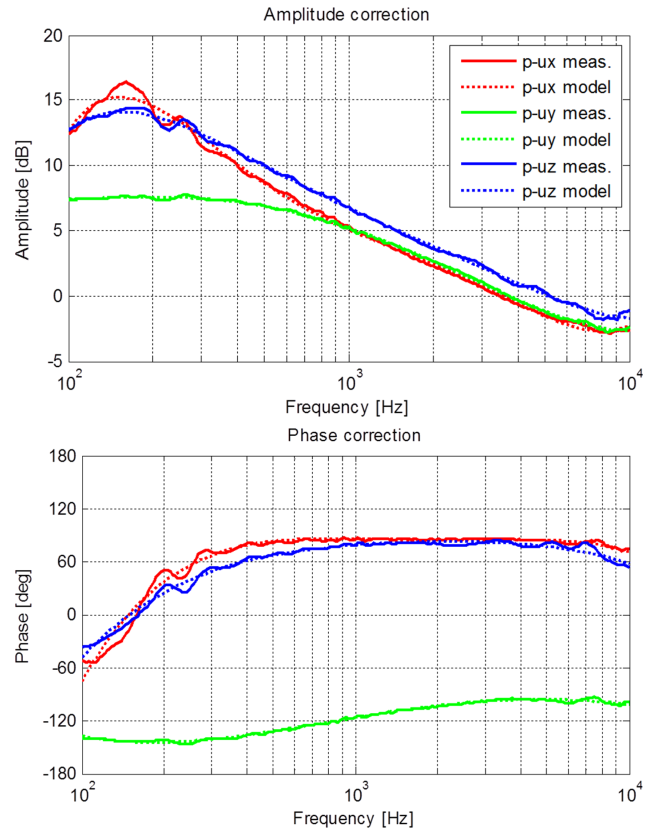 Amplitude correction
20
15
10
5
0
-5
Amplitude [dB]
p-ux meas.
p-ux model
p-uy meas.
p-uy model
p-uz meas.
p-uz model
10^2
10^3
10^4
Frequency [Hz]
Phase correction
180
120
60
0
-60
-120
-180
Phase [deg]
10^2
10^3
10^4
Frequency [Hz]